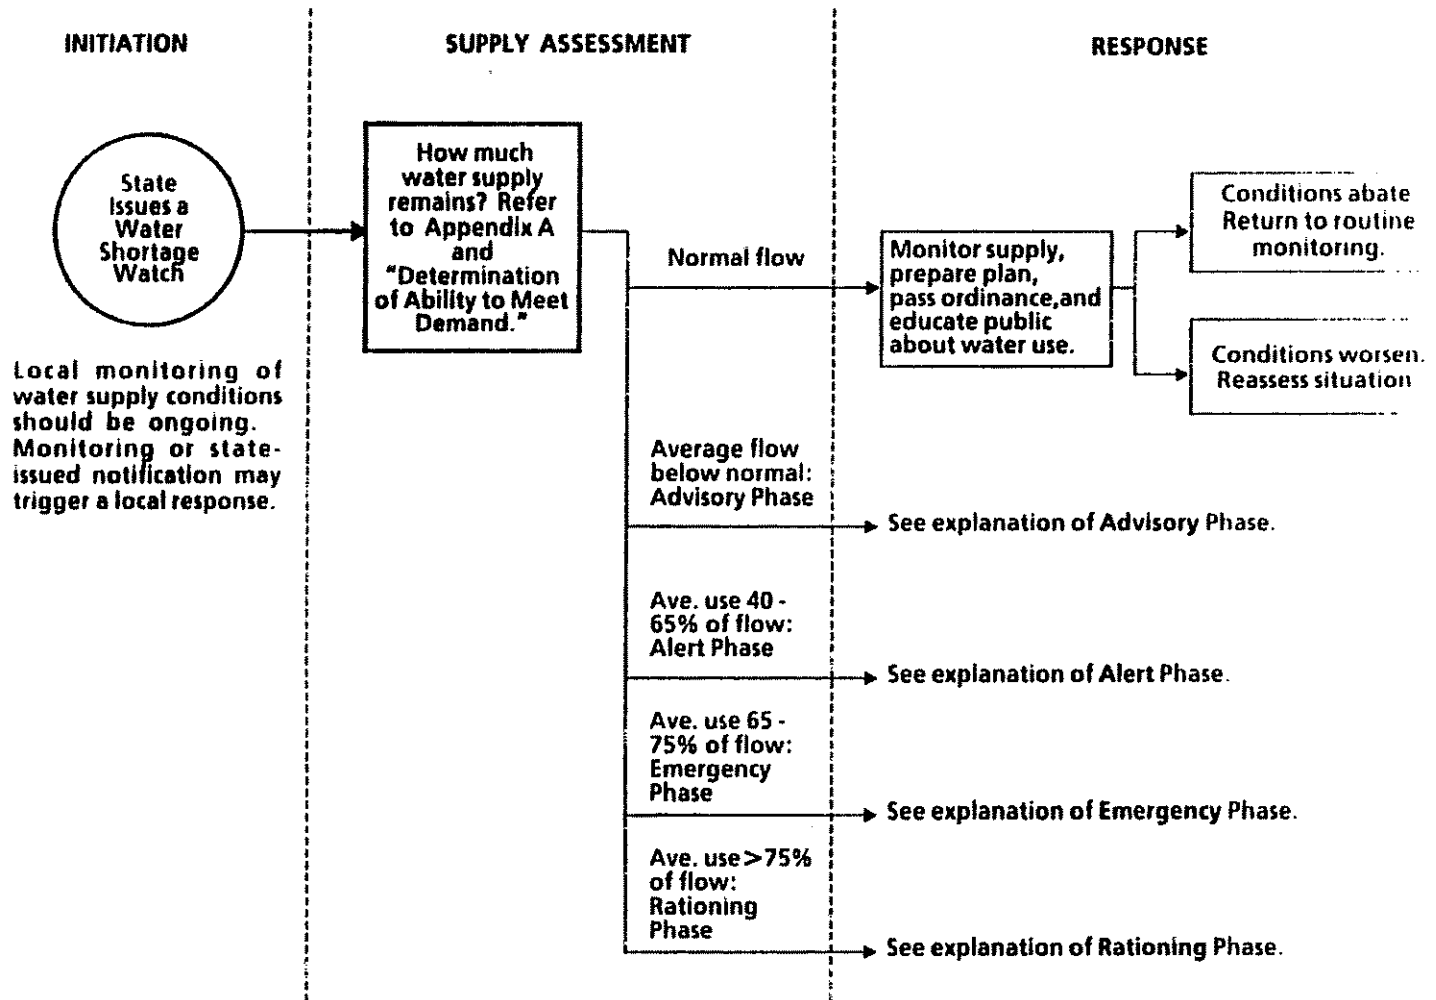 INITIATION
SUPPLY ASSESSMENT
RESPONSE
State
Issues a
Water
Shortage
Watch
Local monitoring of
water supply conditions
should be ongoing.
Monitoring or state-
issued notification may
trigger a local response.
How much
water supply
remains? Refer
to Appendix A
and
"Determination
of Ability to Meet
Demand."
Normal flow
Monitor supply,
prepare plan,
pass ordinance, and
educate public
about water use.
Conditions abate
Return to routine
monitoring.
Conditions worsen.
Reassess situation
Average flow
below normal:
Advisory Phase
See explanation of Advisory Phase.
Ave. use 40 -
65% of flow:
Alert Phase
See explanation of Alert Phase.
Ave. use 65 -
75% of flow:
Emergency
Phase
See explanation of Emergency Phase.
Ave. use >75%
of flow:
Rationing
Phase
See explanation of Rationing Phase.